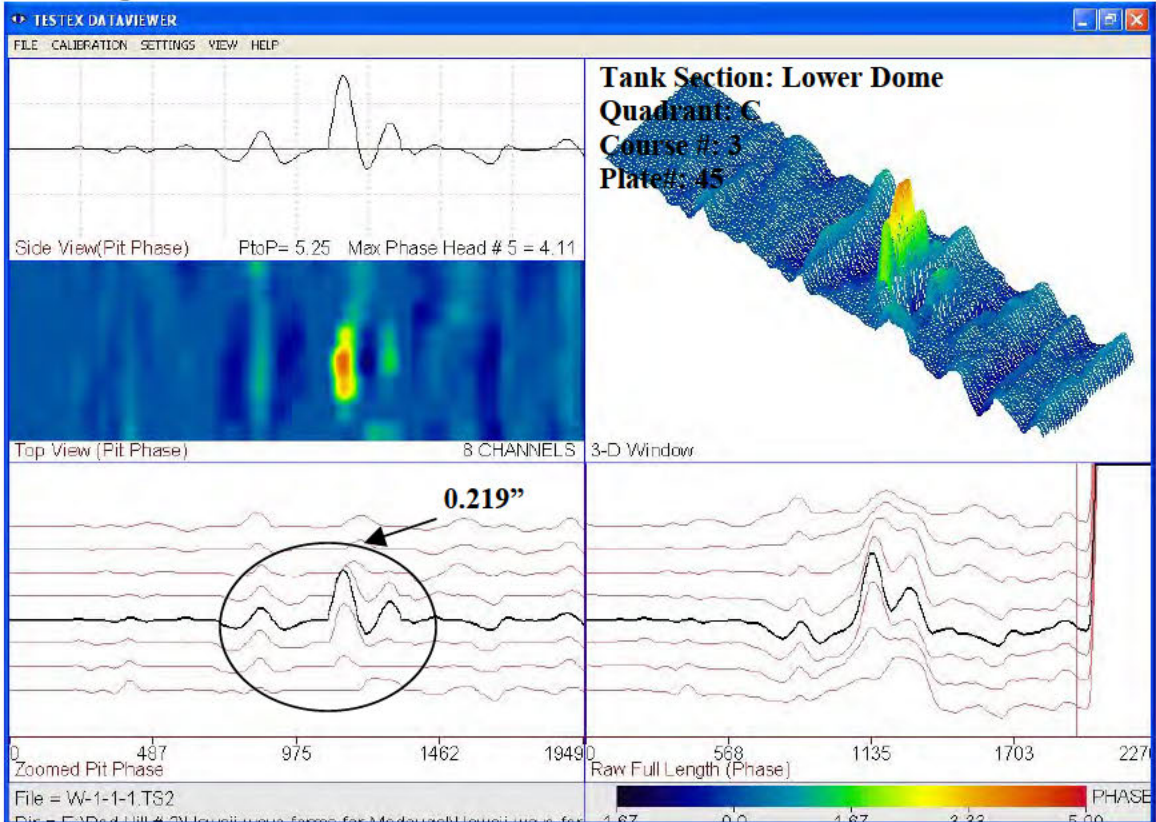 TESTEX DATAVIEWER
FILE CALIBRATION SETTINGS VIEW HELP
Tank Section: Lower Dome
Quadrant: C
Course #: 3
Plate#: 45
Side View(Pit Phase) PtoP= 5.25 Max Phase Head # 5 = 4.11
Top View (Pit Phase) 8 CHANNELS
3-D Window
0.219”
0 487 975 1462 1949
Zoomed Pit Phase
0 568 1135 1703 2270
Raw Full Length (Phase)
File = W-1-1-1.TS2
PHASE
-1.67 0.0 1.67 3.33 5.00